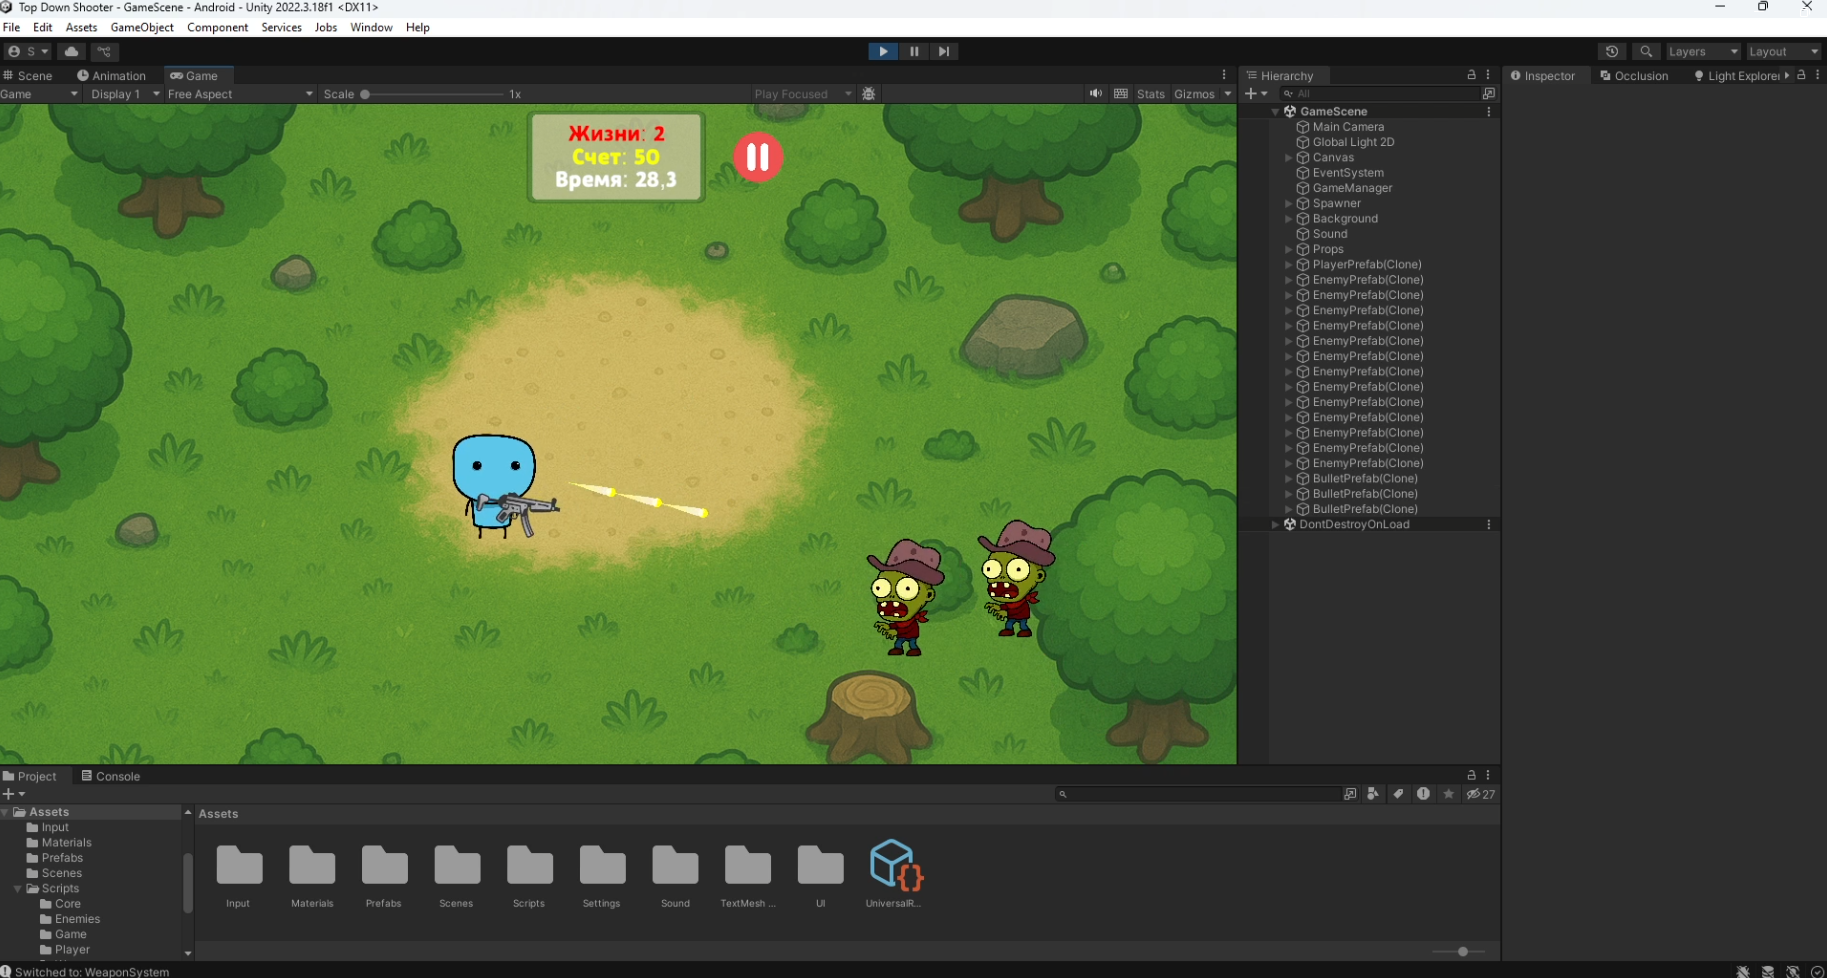 Top Down Shooter - GameScene - Android - Unity 2022.3.18f1 <DX11>
File Edit Assets GameObject Component Services Jobs Window Help
S
Layers Layout
Scene Animation Game
Game Display 1 Free Aspect Scale 1x Play Focused Stats Gizmos
Жизни: 2
Счет: 50
Время: 28,3
Hierarchy
All
GameScene
Main Camera
Global Light 2D
Canvas
EventSystem
GameManager
Spawner
Background
Sound
Props
PlayerPrefab(Clone)
EnemyPrefab(Clone)
EnemyPrefab(Clone)
EnemyPrefab(Clone)
EnemyPrefab(Clone)
EnemyPrefab(Clone)
EnemyPrefab(Clone)
EnemyPrefab(Clone)
EnemyPrefab(Clone)
EnemyPrefab(Clone)
EnemyPrefab(Clone)
EnemyPrefab(Clone)
EnemyPrefab(Clone)
EnemyPrefab(Clone)
BulletPrefab(Clone)
BulletPrefab(Clone)
BulletPrefab(Clone)
DontDestroyOnLoad
Inspector Occlusion Light Explorer
Project Console
27
Assets
Input
Materials
Prefabs
Scenes
Scripts
Core
Enemies
Game
Player
Assets
Input Materials Prefabs Scenes Scripts Settings Sound TextMesh ... UI UniversalR...
Switched to: WeaponSystem